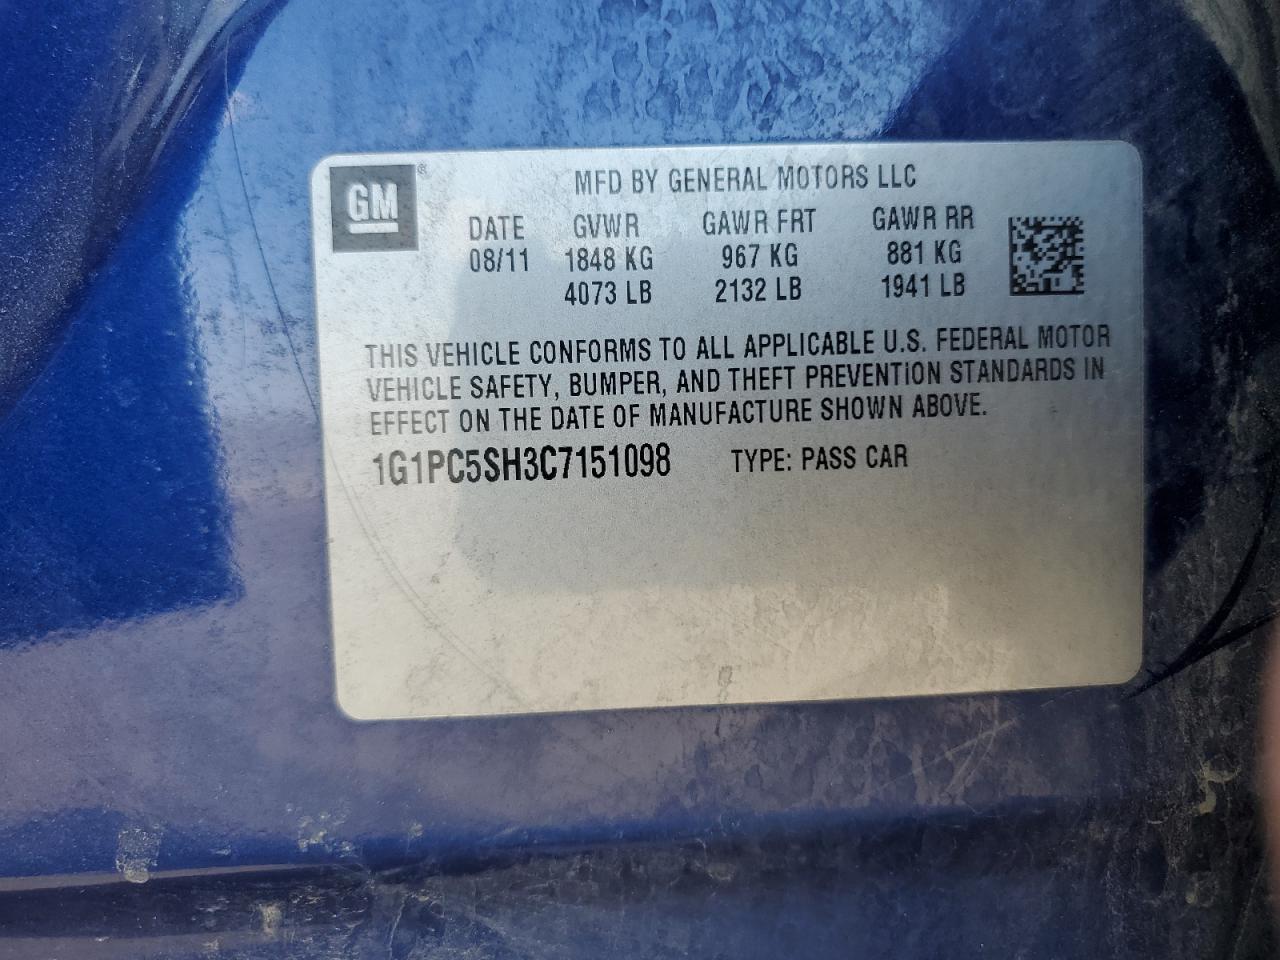 GM
MFD BY GENERAL MOTORS LLC
DATE GVWR GAWR FRT GAWR RR
08/11 1848 KG 967 KG 881 KG
4073 LB 2132 LB 1941 LB
THIS VEHICLE CONFORMS TO ALL APPLICABLE U.S. FEDERAL MOTOR
VEHICLE SAFETY, BUMPER, AND THEFT PREVENTION STANDARDS IN
EFFECT ON THE DATE OF MANUFACTURE SHOWN ABOVE.
1G1PC5SH3C7151098 TYPE: PASS CAR